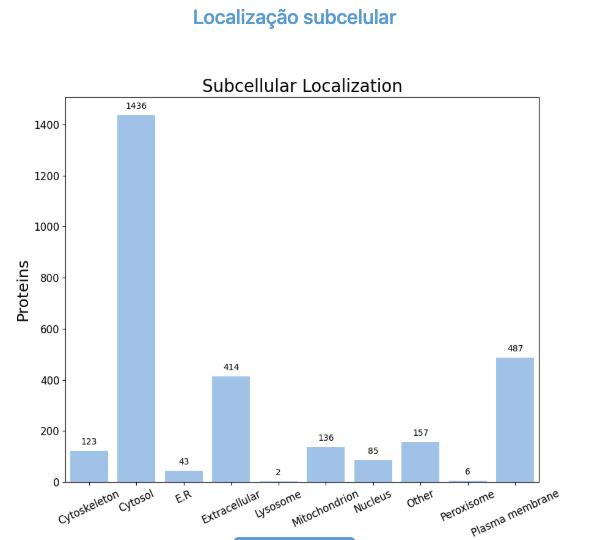 Localização subcelular
Subcellular Localization
Proteins
1400
1200
1000
800
600
400
200
0
123
1436
43
414
2
136
85
157
6
487
Cytoskeleton
Cytosol
E.R
Extracellular
Lysosome
Mitochondrion
Nucleus
Other
Peroxisome
Plasma membrane